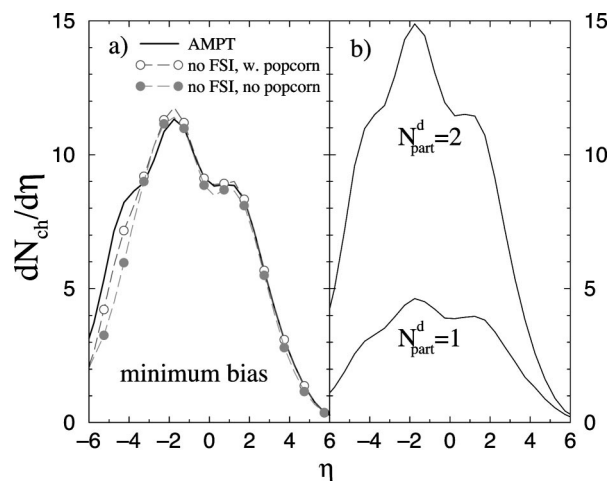 a)
AMPT
no FSI, w. popcorn
no FSI, no popcorn
b)
15
10
5
0
15
10
5
0
dN_ch/dη
N^d_part=2
N^d_part=1
minimum bias
−6 −4 −2 0 2 4 −6 −4 −2 0 2 4 6
η